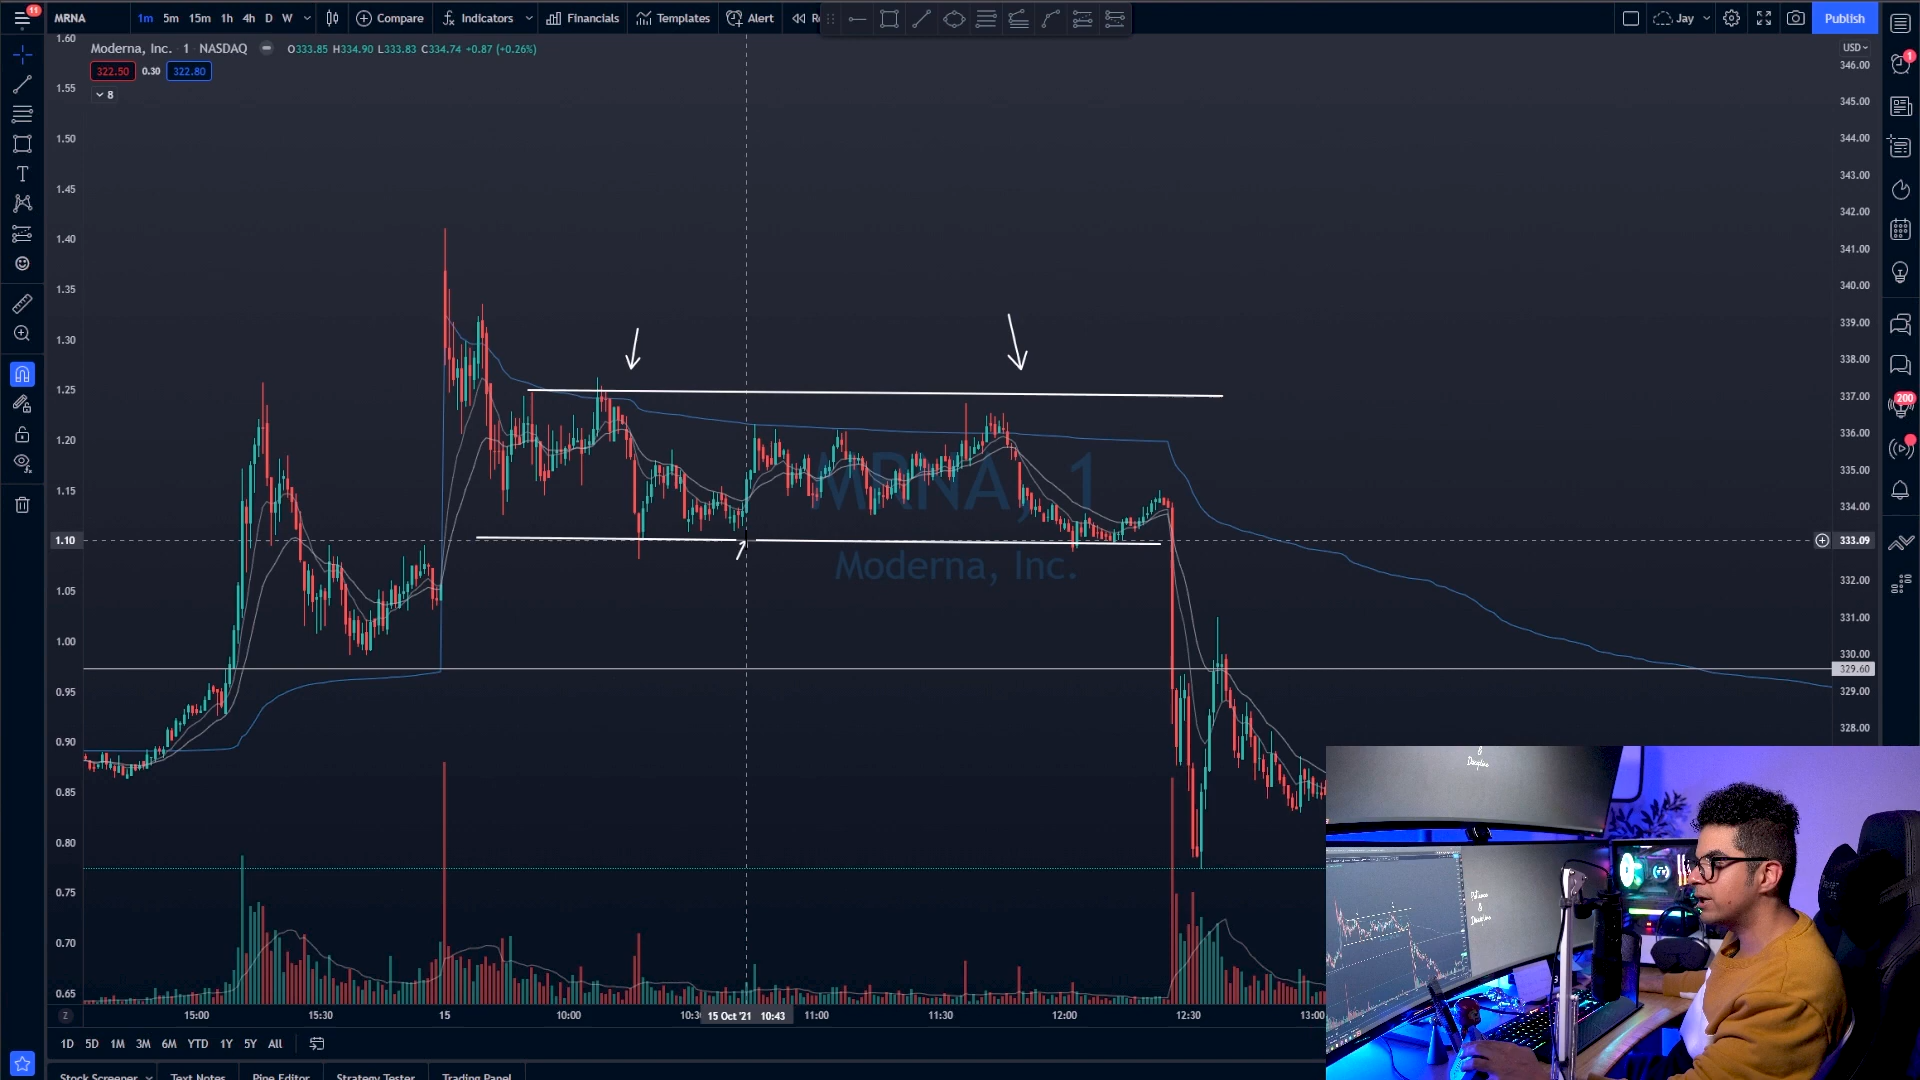 11
MRNA
1m 5m 15m 1h 4h D W
Compare
Indicators
Financials
Templates
Alert
Jay
Publish
Moderna, Inc. · 1 · NASDAQ
O333.85 H334.90 L333.83 C334.74 +0.87 (+0.26%)
322.50 0.30 322.80
8
1.60
1.55
1.50
1.45
1.40
1.35
1.30
1.25
1.20
1.15
1.10
1.05
1.00
0.95
0.90
0.85
0.80
0.75
0.70
0.65
USD
346.00
345.00
344.00
343.00
342.00
341.00
340.00
339.00
338.00
337.00
336.00
335.00
334.00
333.09
332.00
331.00
330.00
329.60
329.00
328.00
1
200
MRNA, 1
Moderna, Inc.
Z
15:00 15:30 15 10:00 15 Oct '21 10:43 11:00 11:30 12:00 12:30 13:00
1D 5D 1M 3M 6M YTD 1Y 5Y All
Stock Screener Text Notes Pine Editor Strategy Tester Trading Panel
&
Discipline
Patience
&
Discipline